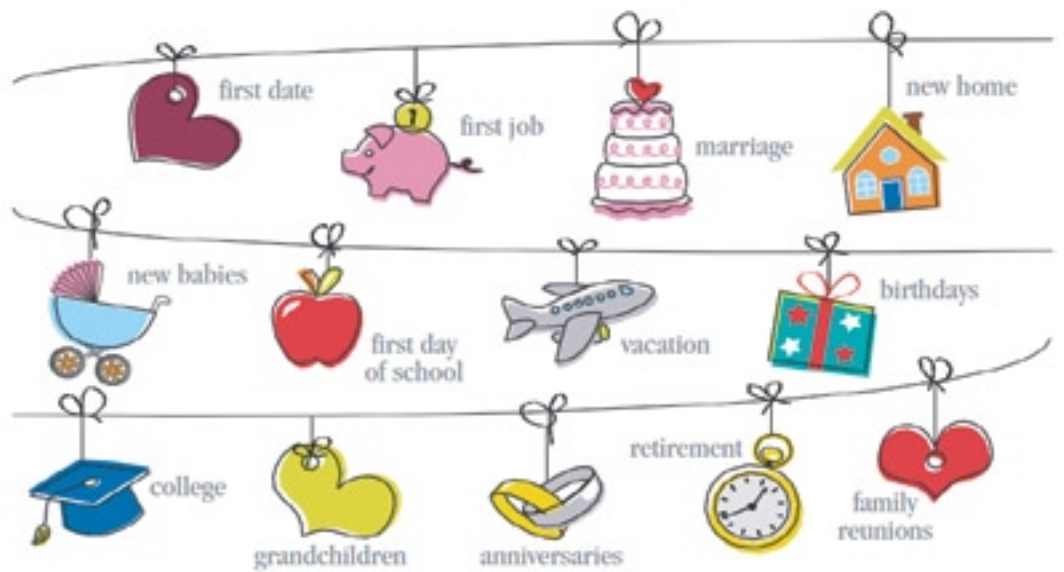 first date
1
first job
marriage
new home
new babies
first day
of school
vacation
birthdays
college
grandchildren
anniversaries
retirement
family
reunions